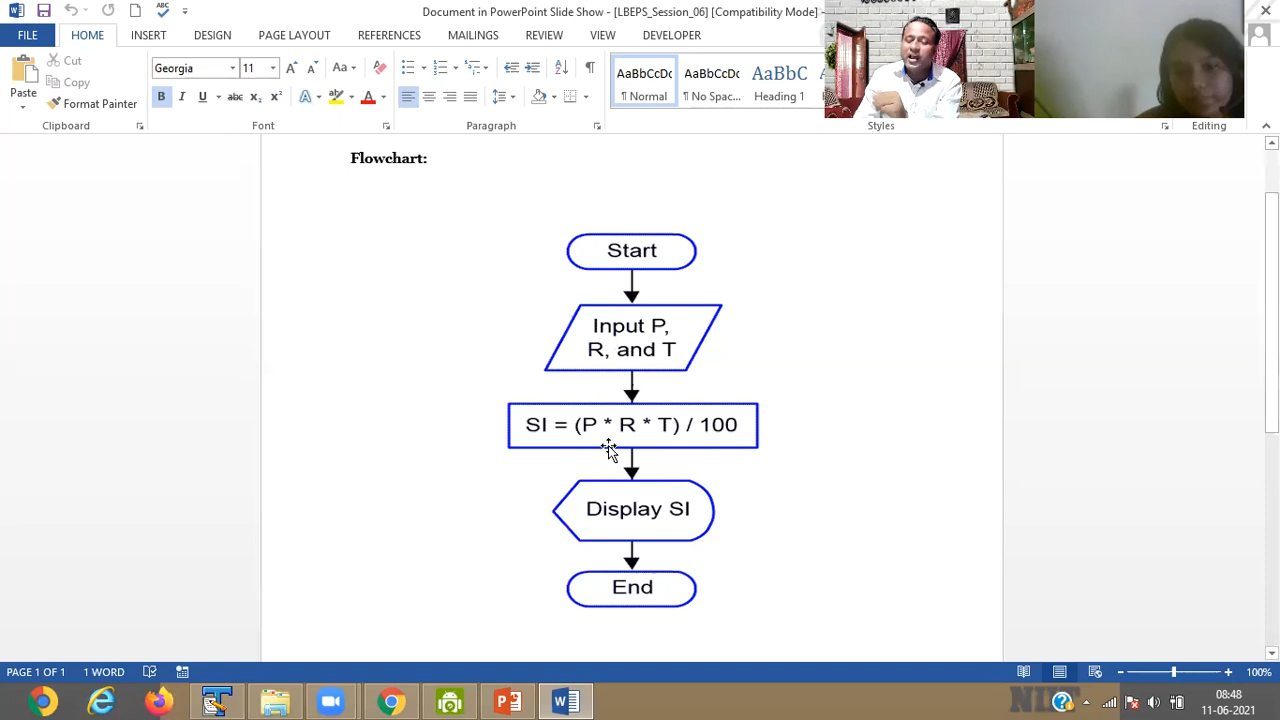 Document in PowerPoint Slide Show - [LBEPS_Session_06] [Compatibility Mode] -
FILE
HOME
INSERT
DESIGN
PAGE LAYOUT
REFERENCES
MAILINGS
REVIEW
VIEW
DEVELOPER
Paste
Cut
Copy
Format Painter
Clipboard
Georgia
11
Font
Paragraph
AaBbCcDc
¶ Normal
AaBbCcDc
¶ No Spac...
AaBbC
Heading 1
Styles
Editing
Flowchart:
Start
Input P,
R, and T
SI = (P * R * T) / 100
Display SI
End
PAGE 1 OF 1
1 WORD
100%
08:48
11-06-2021